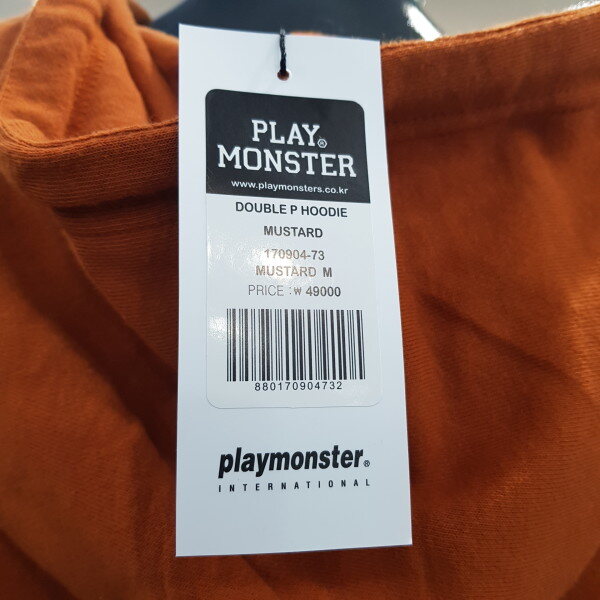 PLAY®
MONSTER
www.playmonsters.co.kr
DOUBLE P HOODIE
MUSTARD
170904-73
MUSTARD M
PRICE : ₩ 49000
880170904732
playmonster®
INTERNATIONAL